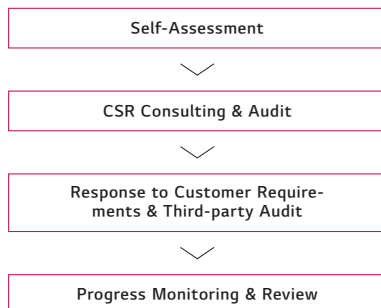 Self-Assessment
CSR Consulting & Audit
Response to Customer Require-
ments & Third-party Audit
Progress Monitoring & Review